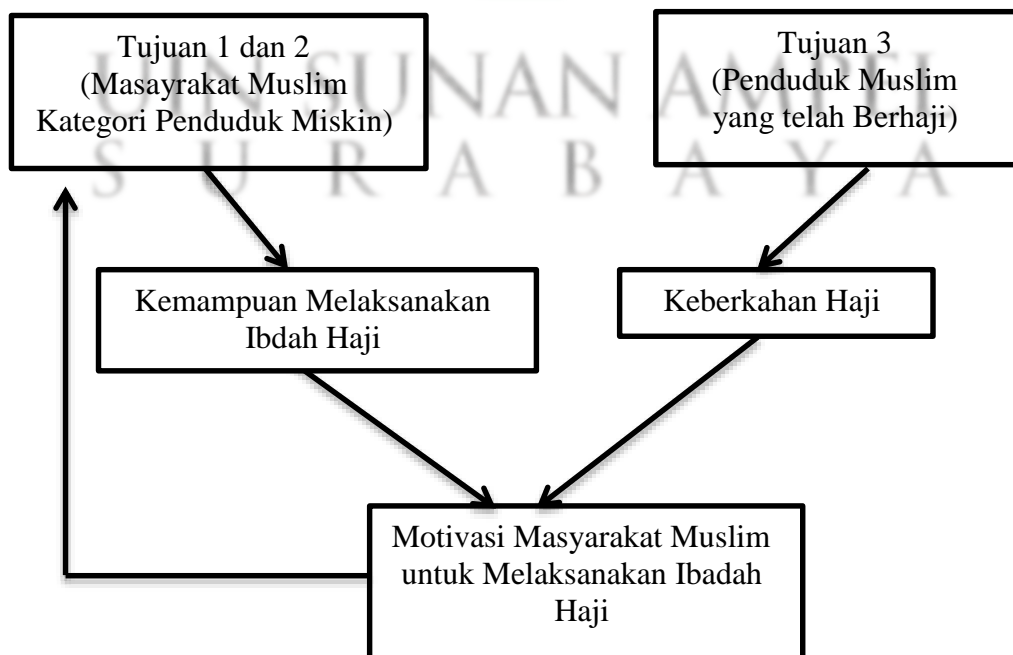 Tujuan 1 dan 2
(Masayrakat Muslim
Kategori Penduduk Miskin)
Tujuan 3
(Penduduk Muslim
yang telah Berhaji)
UIN SUNAN AMPEL
S U R A B A Y A
Kemampuan Melaksanakan
Ibdah Haji
Keberkahan Haji
Motivasi Masyarakat Muslim
untuk Melaksanakan Ibadah
Haji